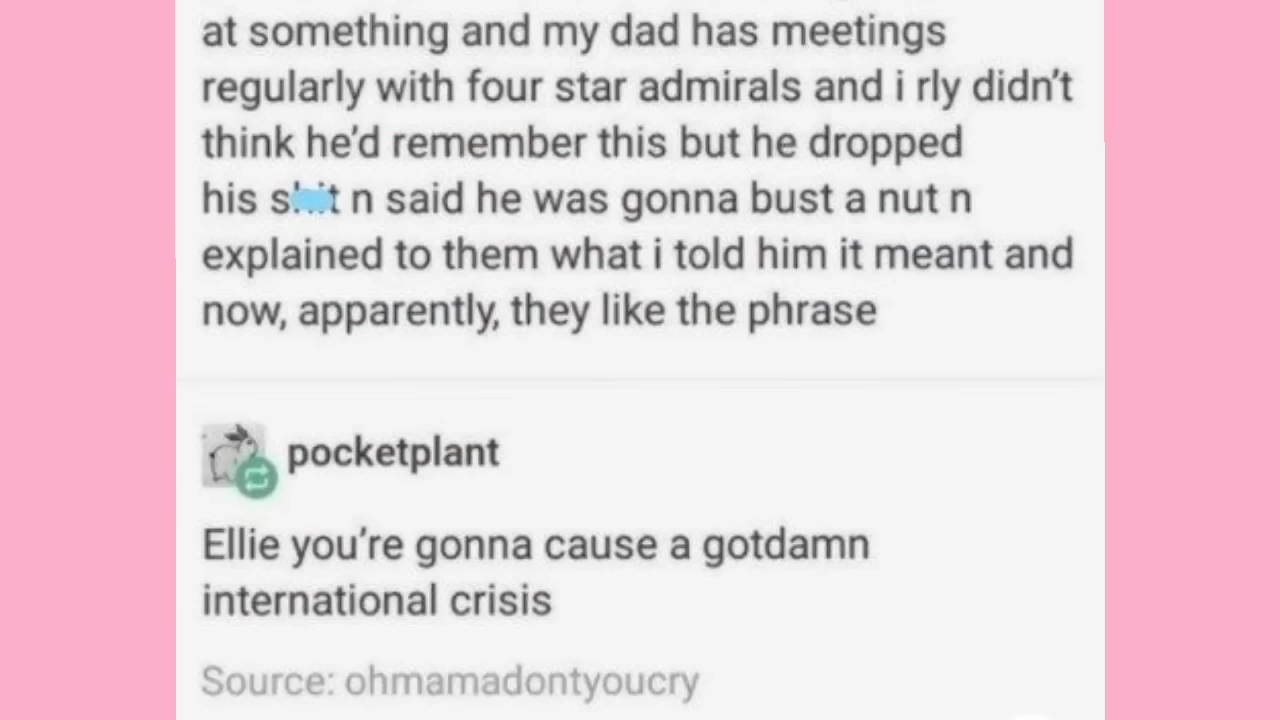 at something and my dad has meetings
regularly with four star admirals and i rly didn't
think he'd remember this but he dropped
his shit n said he was gonna bust a nut n
explained to them what i told him it meant and
now, apparently, they like the phrase
pocketplant
Ellie you're gonna cause a gotdamn
international crisis
Source: ohmamadontyoucry